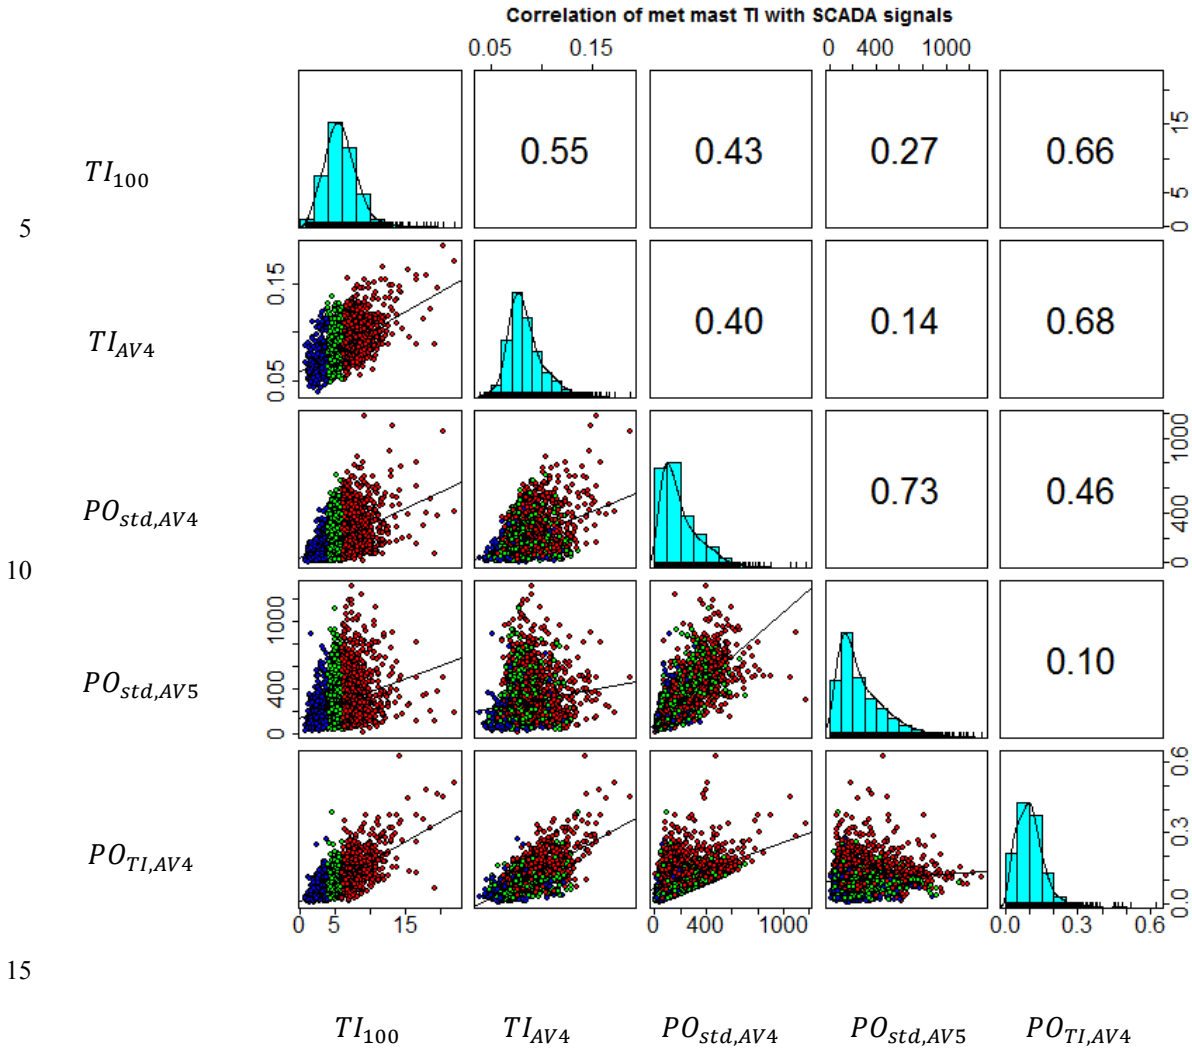 Correlation of met mast TI with SCADA signals
0.05 0.15 0 400 1000
TI100 0.55 0.43 0.27 0.66 0 5 15
5
TIAV4 0.05 0.15 0.40 0.14 0.68
POstd,AV4 0.73 0.46 0 400 1000
10
POstd,AV5 0 400 1000 0.10
POTI,AV4 0.0 0.3 0.6
0 5 15 0 400 1000 0.0 0.3 0.6
15
TI100 TIAV4 POstd,AV4 POstd,AV5 POTI,AV4